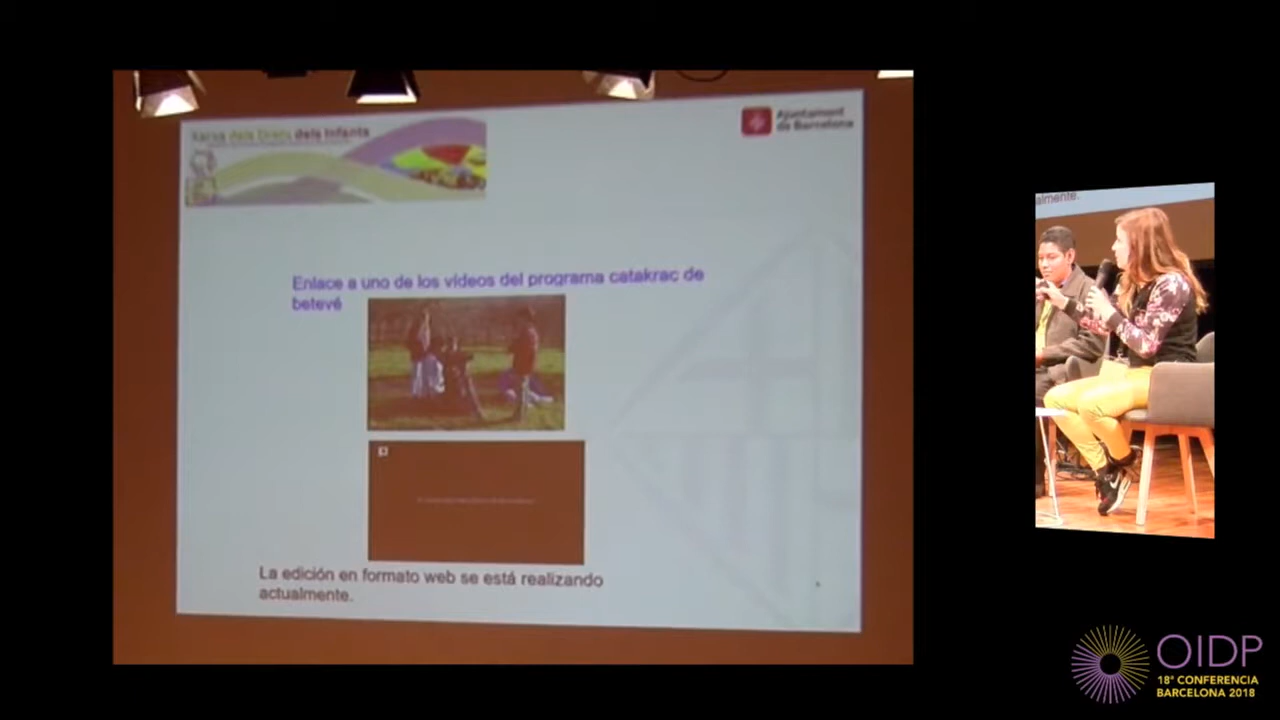 Xarxa dels Drets dels Infants
Ajuntament
de Barcelona
Enlace a uno de los vídeos del programa catakrac de
betevé
La edición en formato web se está realizando
actualmente.
almente.
OIDP
18ª CONFERENCIA
BARCELONA 2018